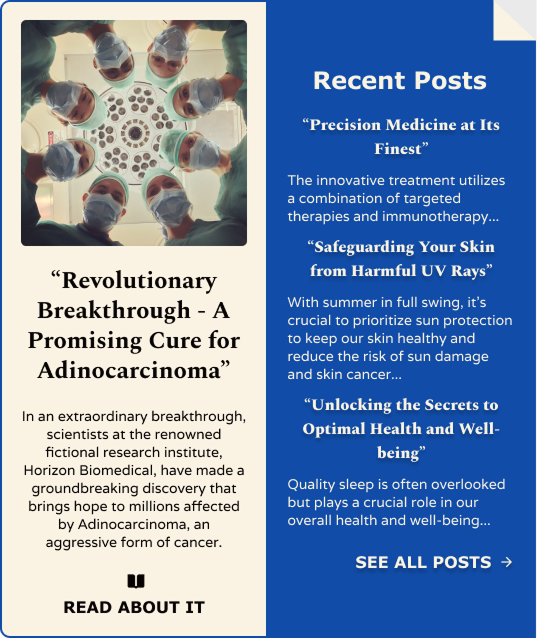 “Revolutionary
Breakthrough - A
Promising Cure for
Adinocarcinoma”
In an extraordinary breakthrough,
scientists at the renowned
fictional research institute,
Horizon Biomedical, have made a
groundbreaking discovery that
brings hope to millions affected
by Adinocarcinoma, an
aggressive form of cancer.
READ ABOUT IT
Recent Posts
“Precision Medicine at Its
Finest”
The innovative treatment utilizes
a combination of targeted
therapies and immunotherapy...
“Safeguarding Your Skin
from Harmful UV Rays”
With summer in full swing, it's
crucial to prioritize sun protection
to keep our skin healthy and
reduce the risk of sun damage
and skin cancer...
“Unlocking the Secrets to
Optimal Health and Well-
being”
Quality sleep is often overlooked
but plays a crucial role in our
overall health and well-being...
SEE ALL POSTS →